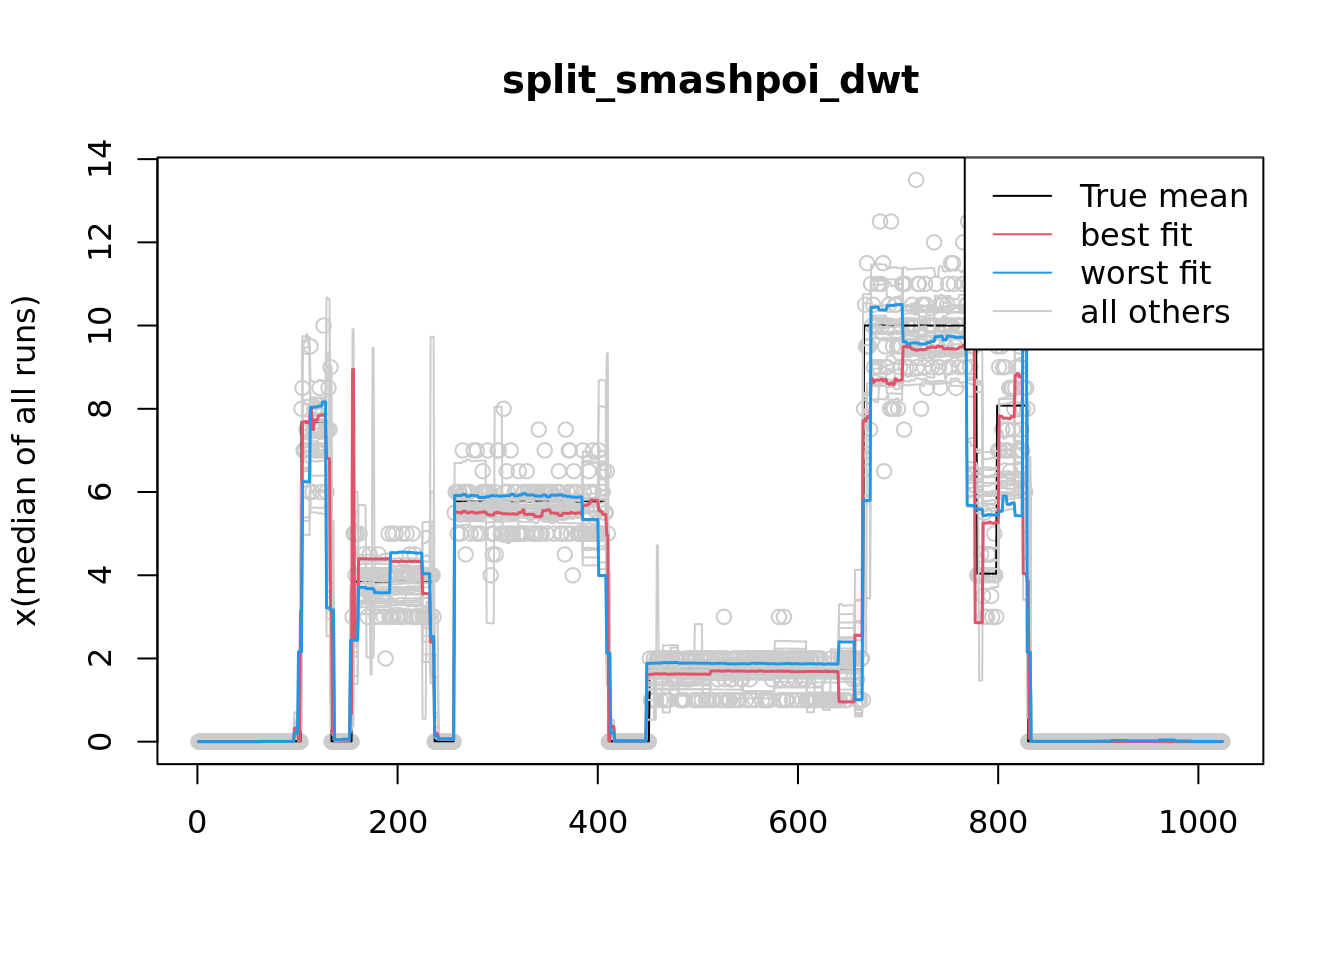 split_smashpoi_dwt
x(median of all runs)
14
12
10
8
6
4
2
0
True mean
best fit
worst fit
all others
0 200 400 600 800 1000